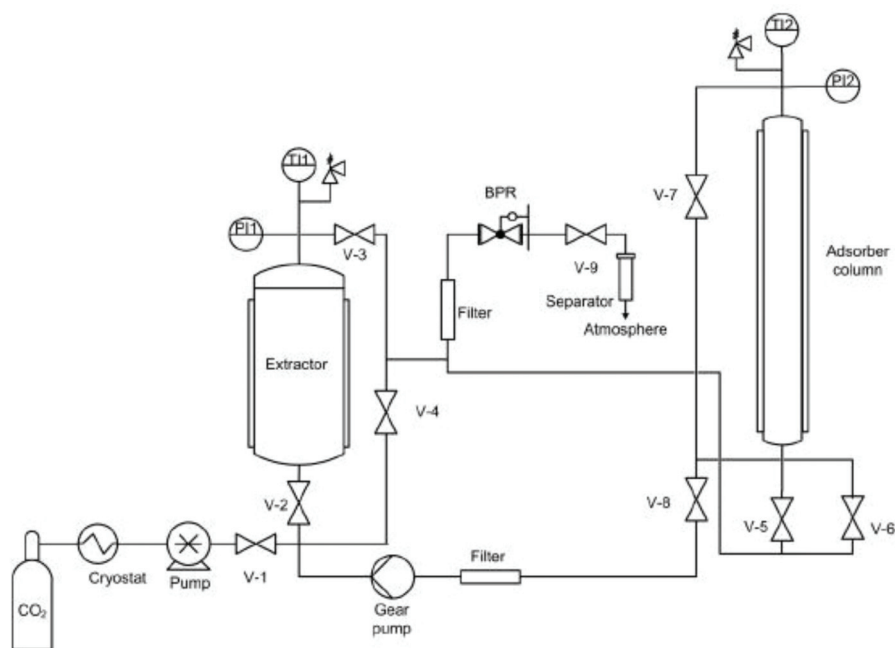 TI2
PI2
TI1
BPR
V-7
PI1
V-3
V-9
Adsorber
column
Filter
Separator
Atmosphere
Extractor
V-4
V-2
V-8
V-5
V-6
Filter
Cryostat
Pump
V-1
Gear
pump
CO₂